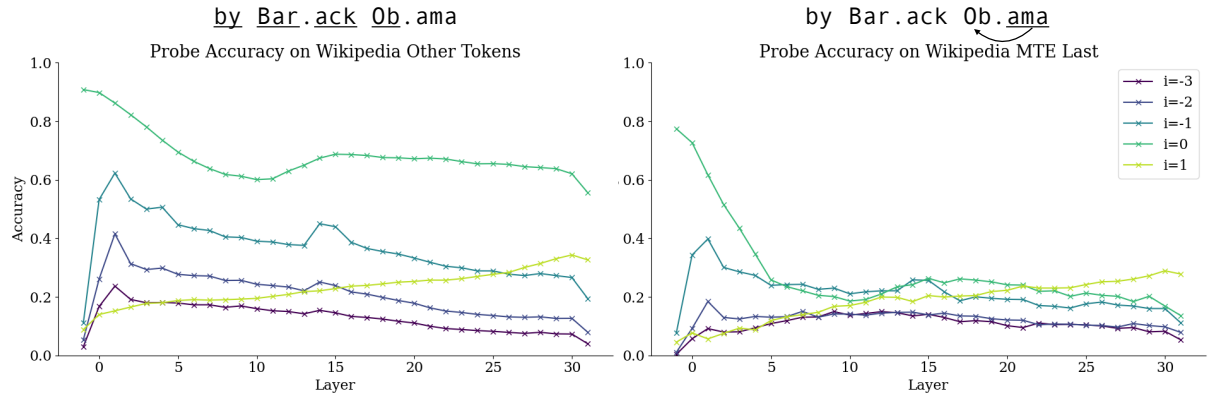 by Bar.ack Ob.ama
Probe Accuracy on Wikipedia Other Tokens
1.0
0.8
0.6
0.4
0.2
0.0
Accuracy
0
5
10
15
20
25
30
Layer
by Bar.ack Ob.ama
Probe Accuracy on Wikipedia MTE Last
1.0
0.8
0.6
0.4
0.2
0.0
0
5
10
15
20
25
30
Layer
i=-3
i=-2
i=-1
i=0
i=1